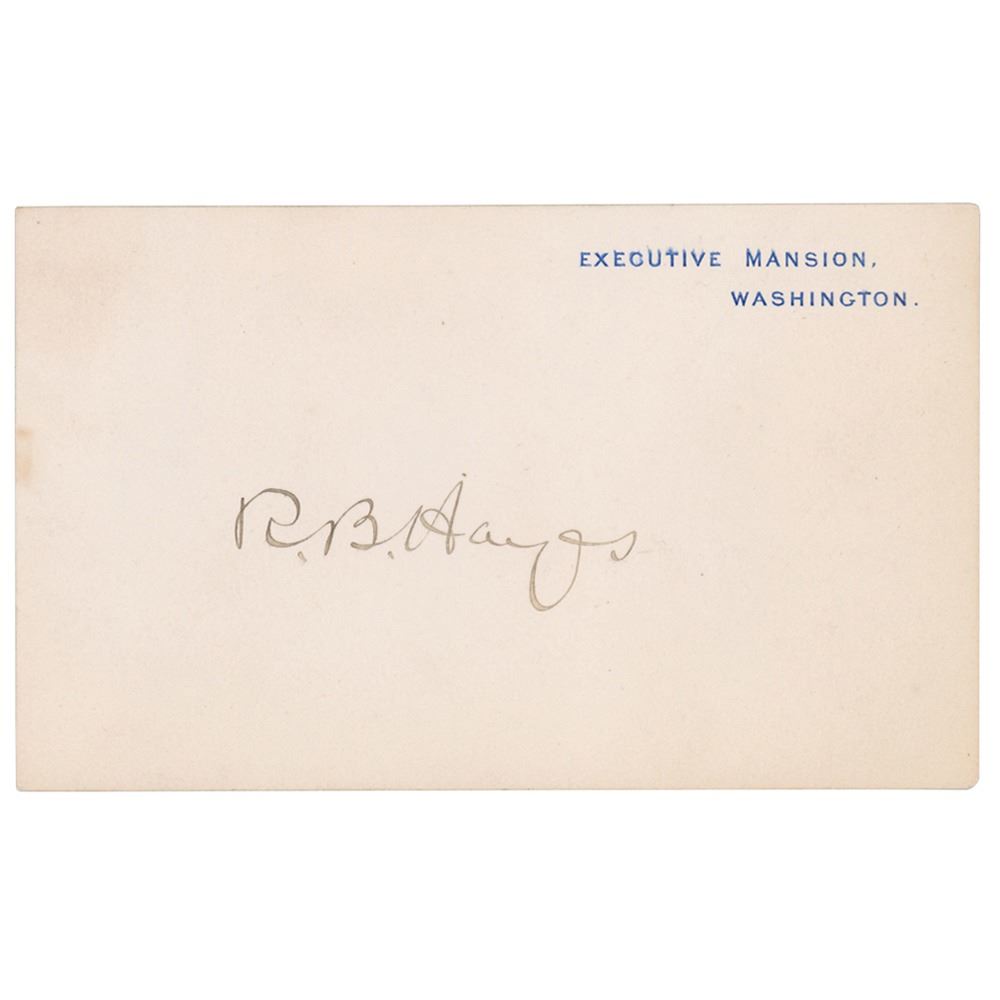 EXECUTIVE MANSION,
WASHINGTON.
R. B. Hayes